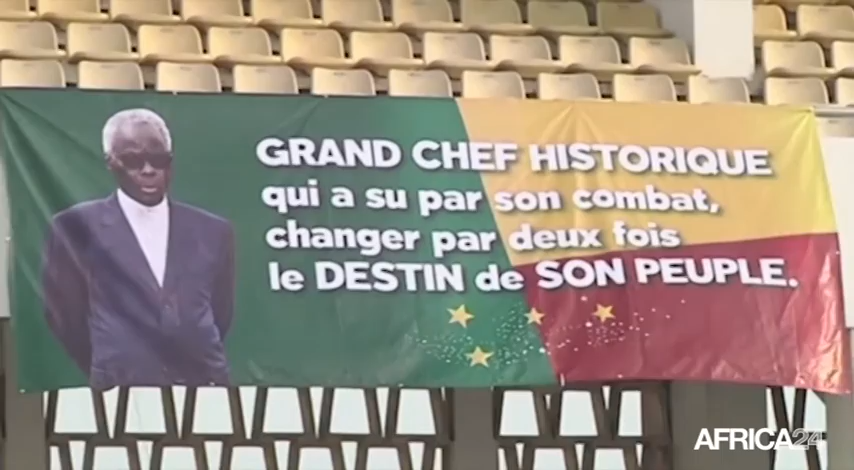 GRAND CHEF HISTORIQUE
qui a su par son combat,
changer par deux fois
le DESTIN de SON PEUPLE.
AFRICA24